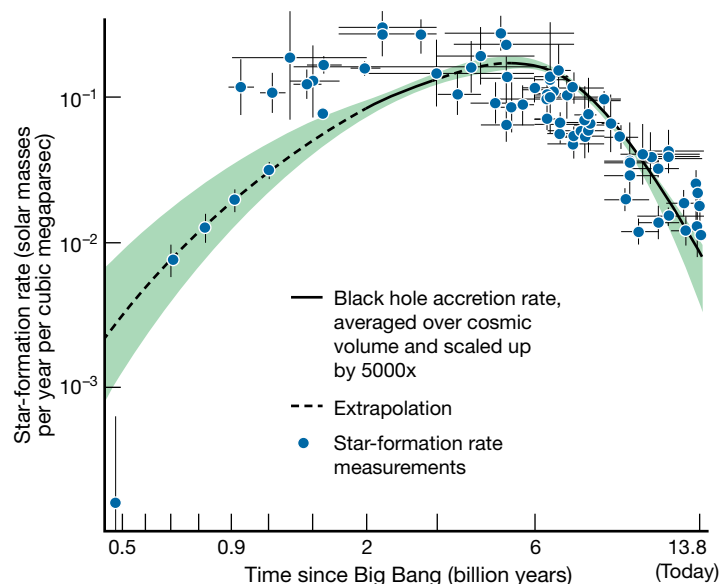 Star-formation rate (solar masses
per year per cubic megaparsec)
10⁻¹
10⁻²
10⁻³
Black hole accretion rate,
averaged over cosmic
volume and scaled up
by 5000x
Extrapolation
Star-formation rate
measurements
0.5 0.9 2 6 13.8
Time since Big Bang (billion years) (Today)